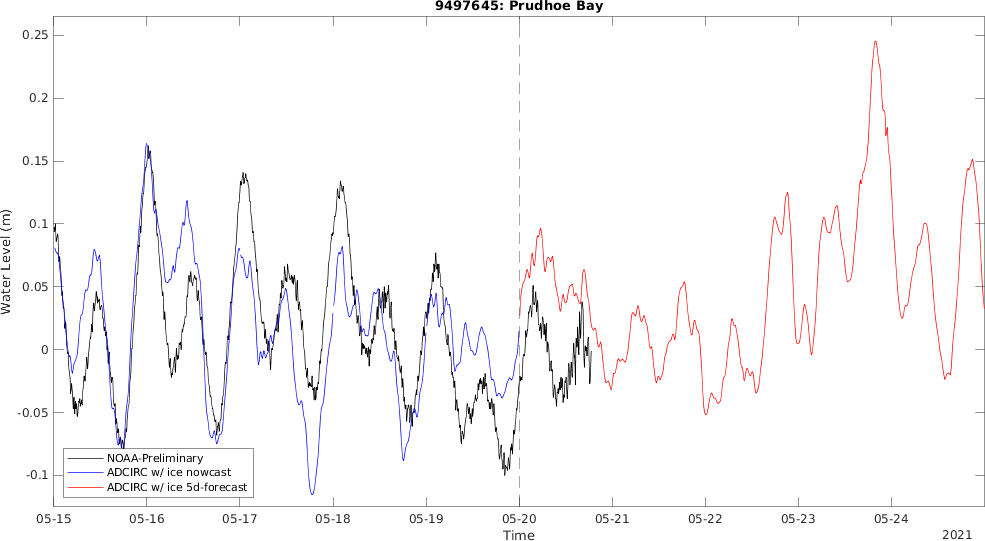 9497645: Prudhoe Bay
Water Level (m)
0.25
0.2
0.15
0.1
0.05
0
-0.05
-0.1
NOAA-Preliminary
ADCIRC w/ ice nowcast
ADCIRC w/ ice 5d-forecast
05-15 05-16 05-17 05-18 05-19 05-20 05-21 05-22 05-23 05-24
Time
2021